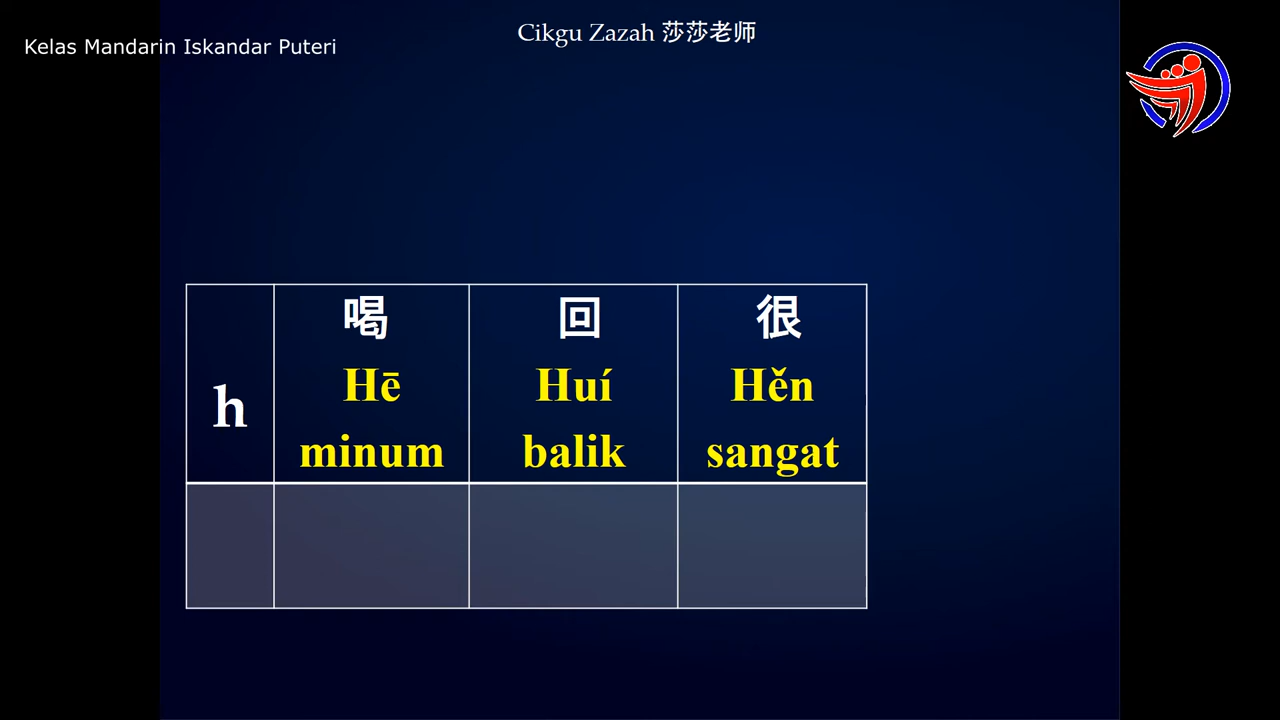 Kelas Mandarin Iskandar Puteri
Cikgu Zazah 莎莎老师
h
喝
Hē
minum
回
Huí
balik
很
Hěn
sangat